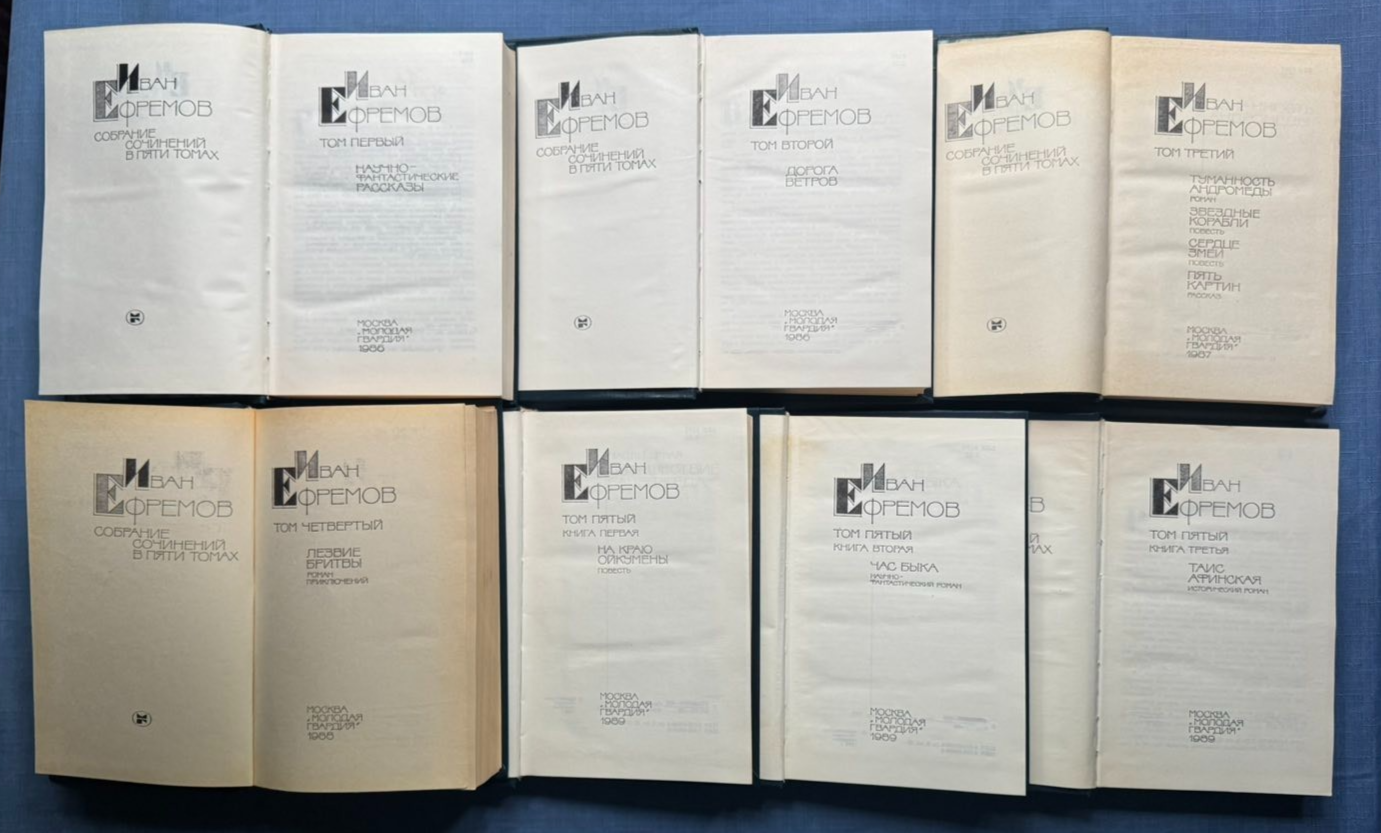 Иван
Ефремов
Собрание
сочинений
в пяти томах
Иван
Ефремов
Том первый
Научно-
фантастические
рассказы
Москва
„Молодая
гвардия"
1986
Иван
Ефремов
Собрание
сочинений
в пяти томах
Иван
Ефремов
Том второй
Дорога
ветров
Москва
„Молодая
гвардия"
1986
Иван
Ефремов
Собрание
сочинений
в пяти томах
Иван
Ефремов
Том третий
Туманность
Андромеды
роман
Звездные
корабли
повесть
Сердце
Змеи
повесть
Пять
картин
рассказ
Москва
„Молодая
гвардия"
1987
Иван
Ефремов
Собрание
сочинений
в пяти томах
Иван
Ефремов
Том четвертый
Лезвие
бритвы
роман
приключений
Москва
„Молодая
гвардия"
1988
Иван
Ефремов
Том пятый
книга первая
На краю
Ойкумены
повесть
Москва
„Молодая
гвардия"
1989
Иван
Ефремов
Том пятый
книга вторая
Час Быка
научно-
фантастический роман
Москва
„Молодая
гвардия"
1989
В
Й
МАХ
Иван
Ефремов
Том пятый
книга третья
Таис
Афинская
исторический роман
Москва
„Молодая
гвардия"
1989